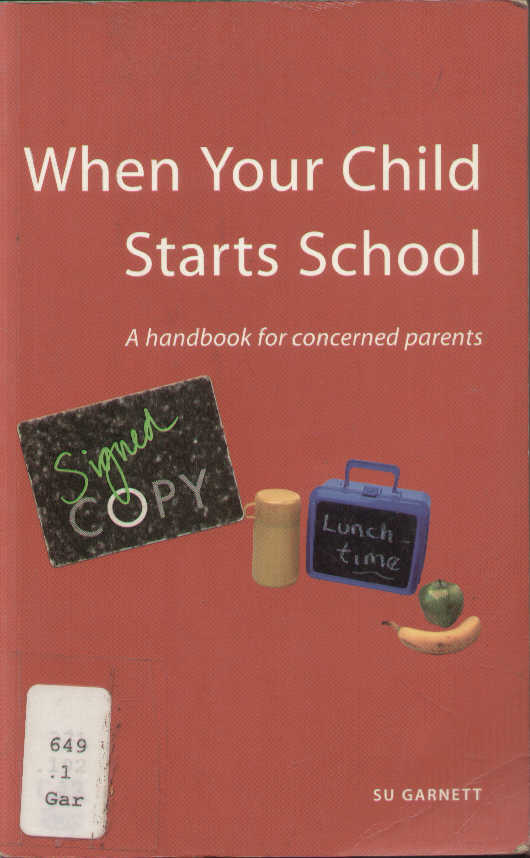 When Your Child
Starts School
A handbook for concerned parents
Signed
COPY
Lunch-
time
649
.1
Gar
SU GARNETT